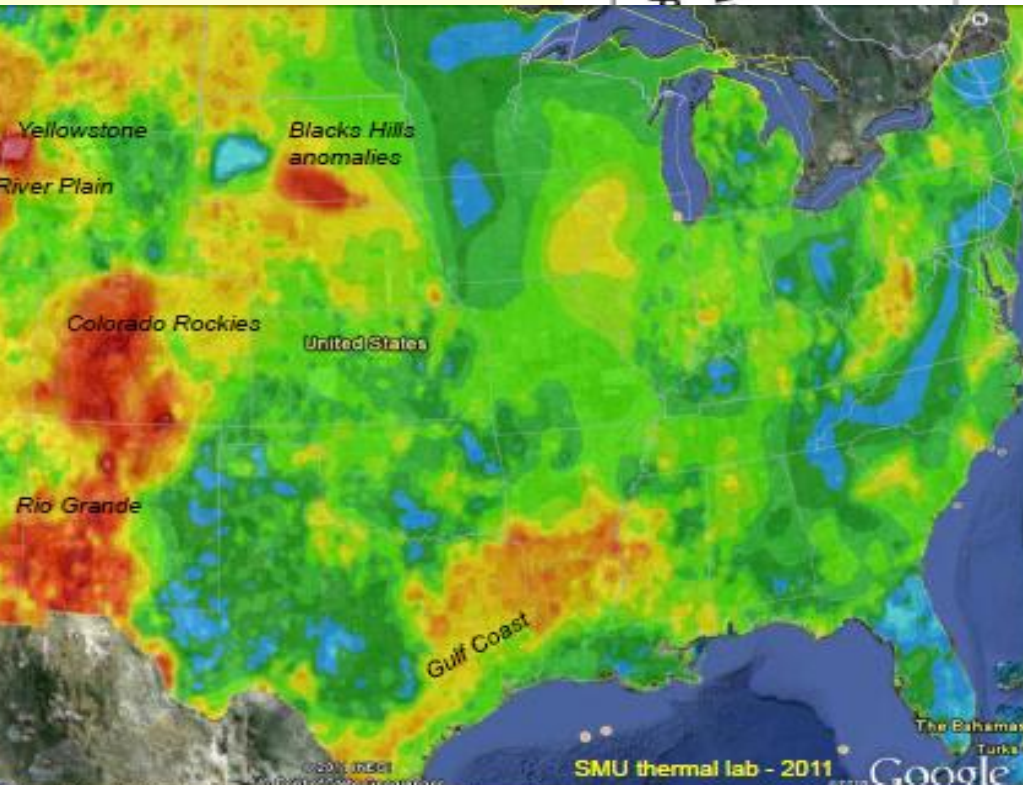 Yellowstone
Blacks Hills
anomalies
River Plain
Colorado Rockies
United States
Rio Grande
Gulf Coast
The Bahamas
Turks
SMU thermal lab - 2011
Google